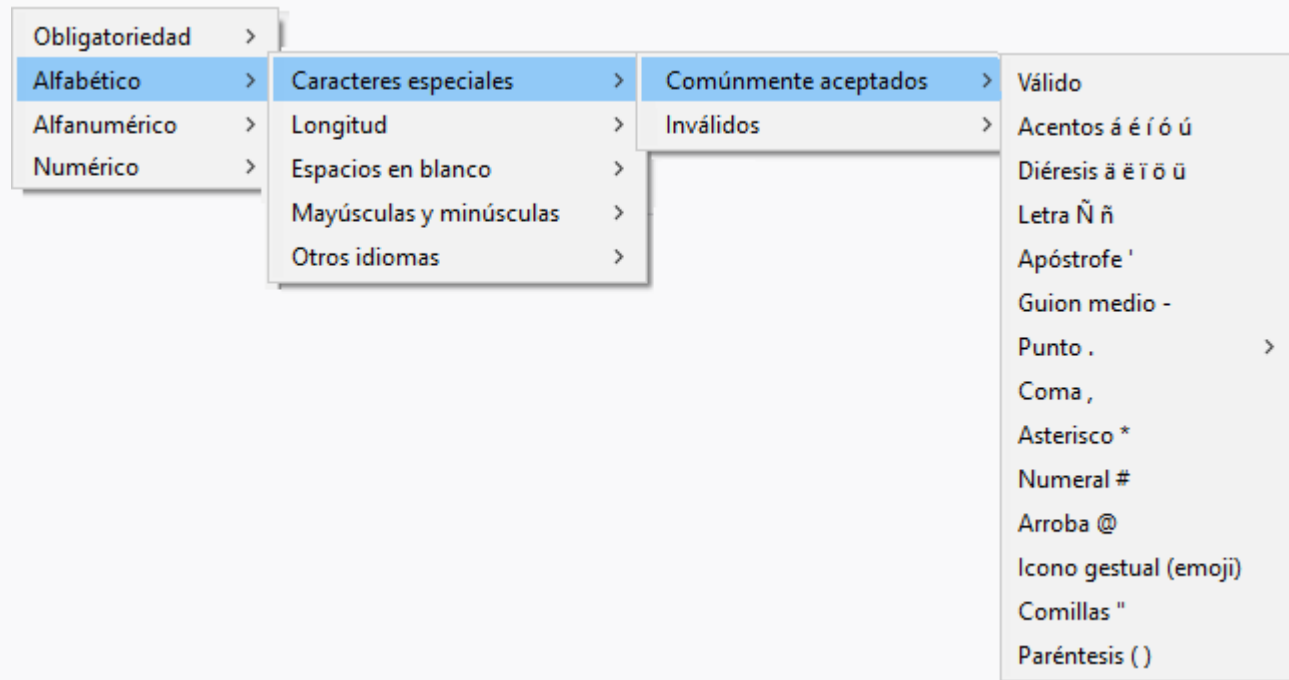 Obligatoriedad
Alfabético
Alfanumérico
Numérico
Caracteres especiales
Longitud
Espacios en blanco
Mayúsculas y minúsculas
Otros idiomas
Comúnmente aceptados
Inválidos
Válido
Acentos á é í ó ú
Diéresis ä ë ï ö ü
Letra Ñ ñ
Apóstrofe '
Guion medio -
Punto .
Coma ,
Asterisco *
Numeral #
Arroba @
Icono gestual (emoji)
Comillas "
Paréntesis ( )